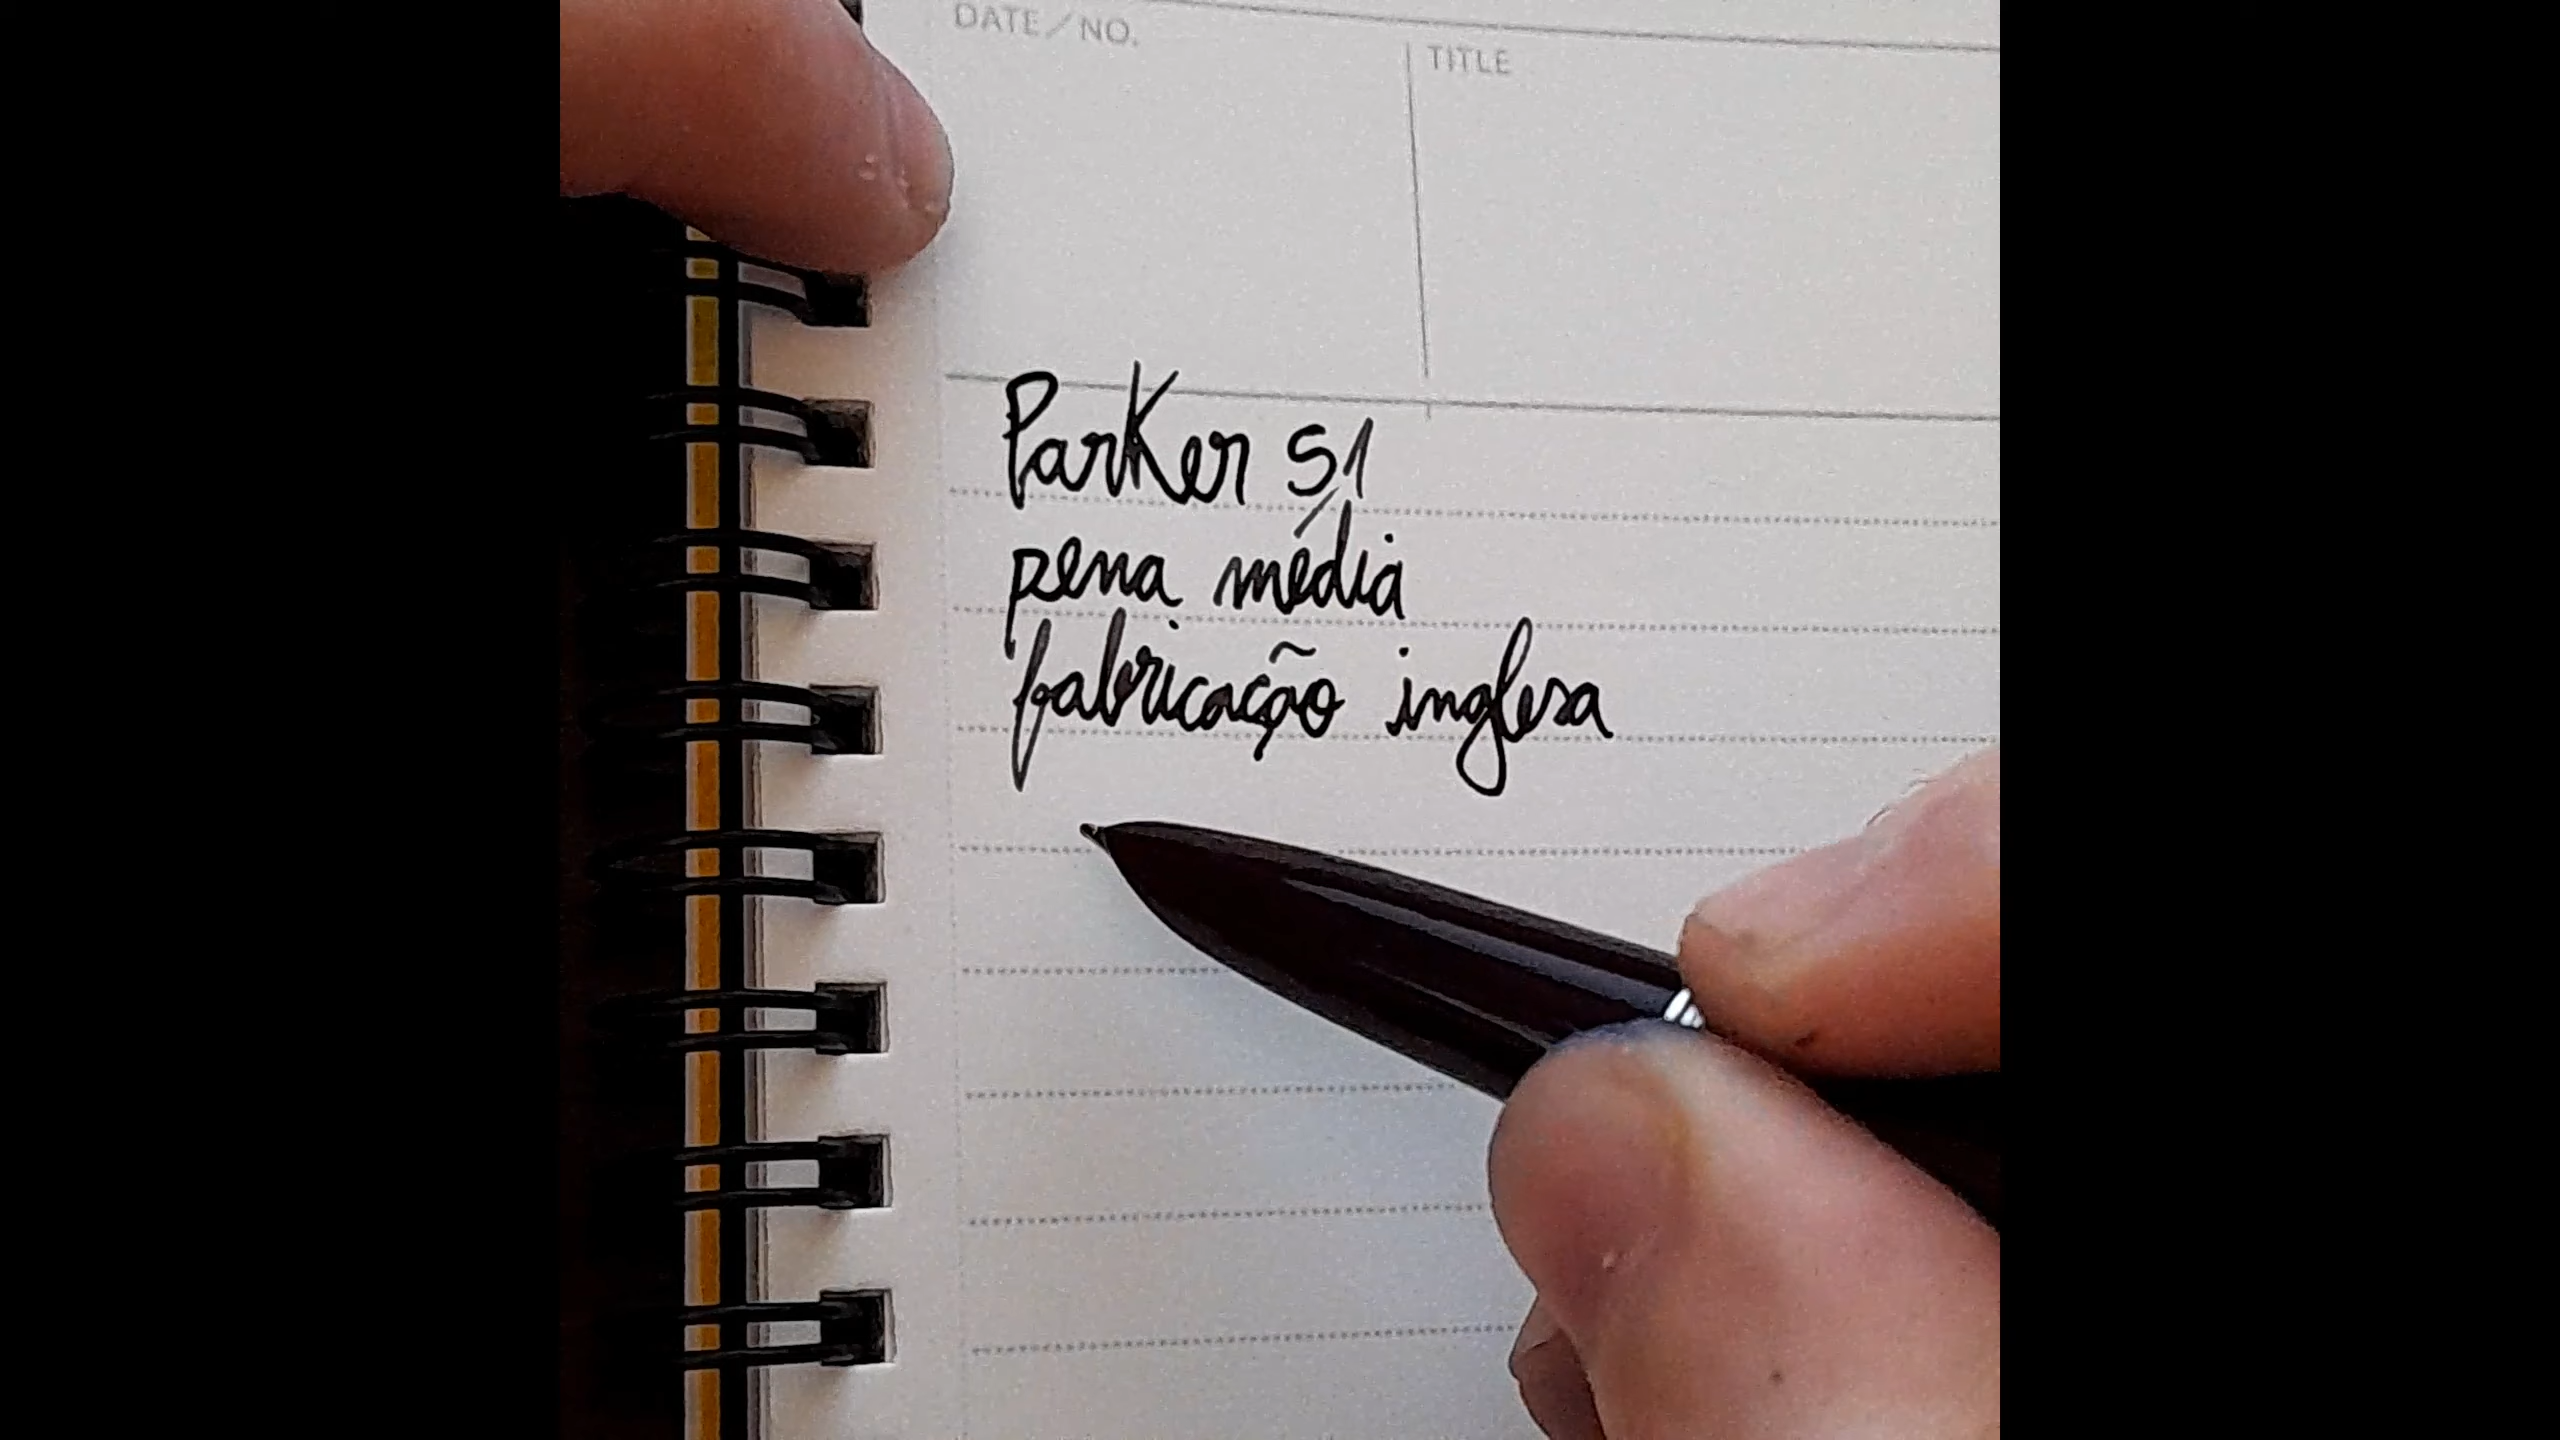 DATE/NO.
TITLE
Parker 51
pena média
fabricação inglesa